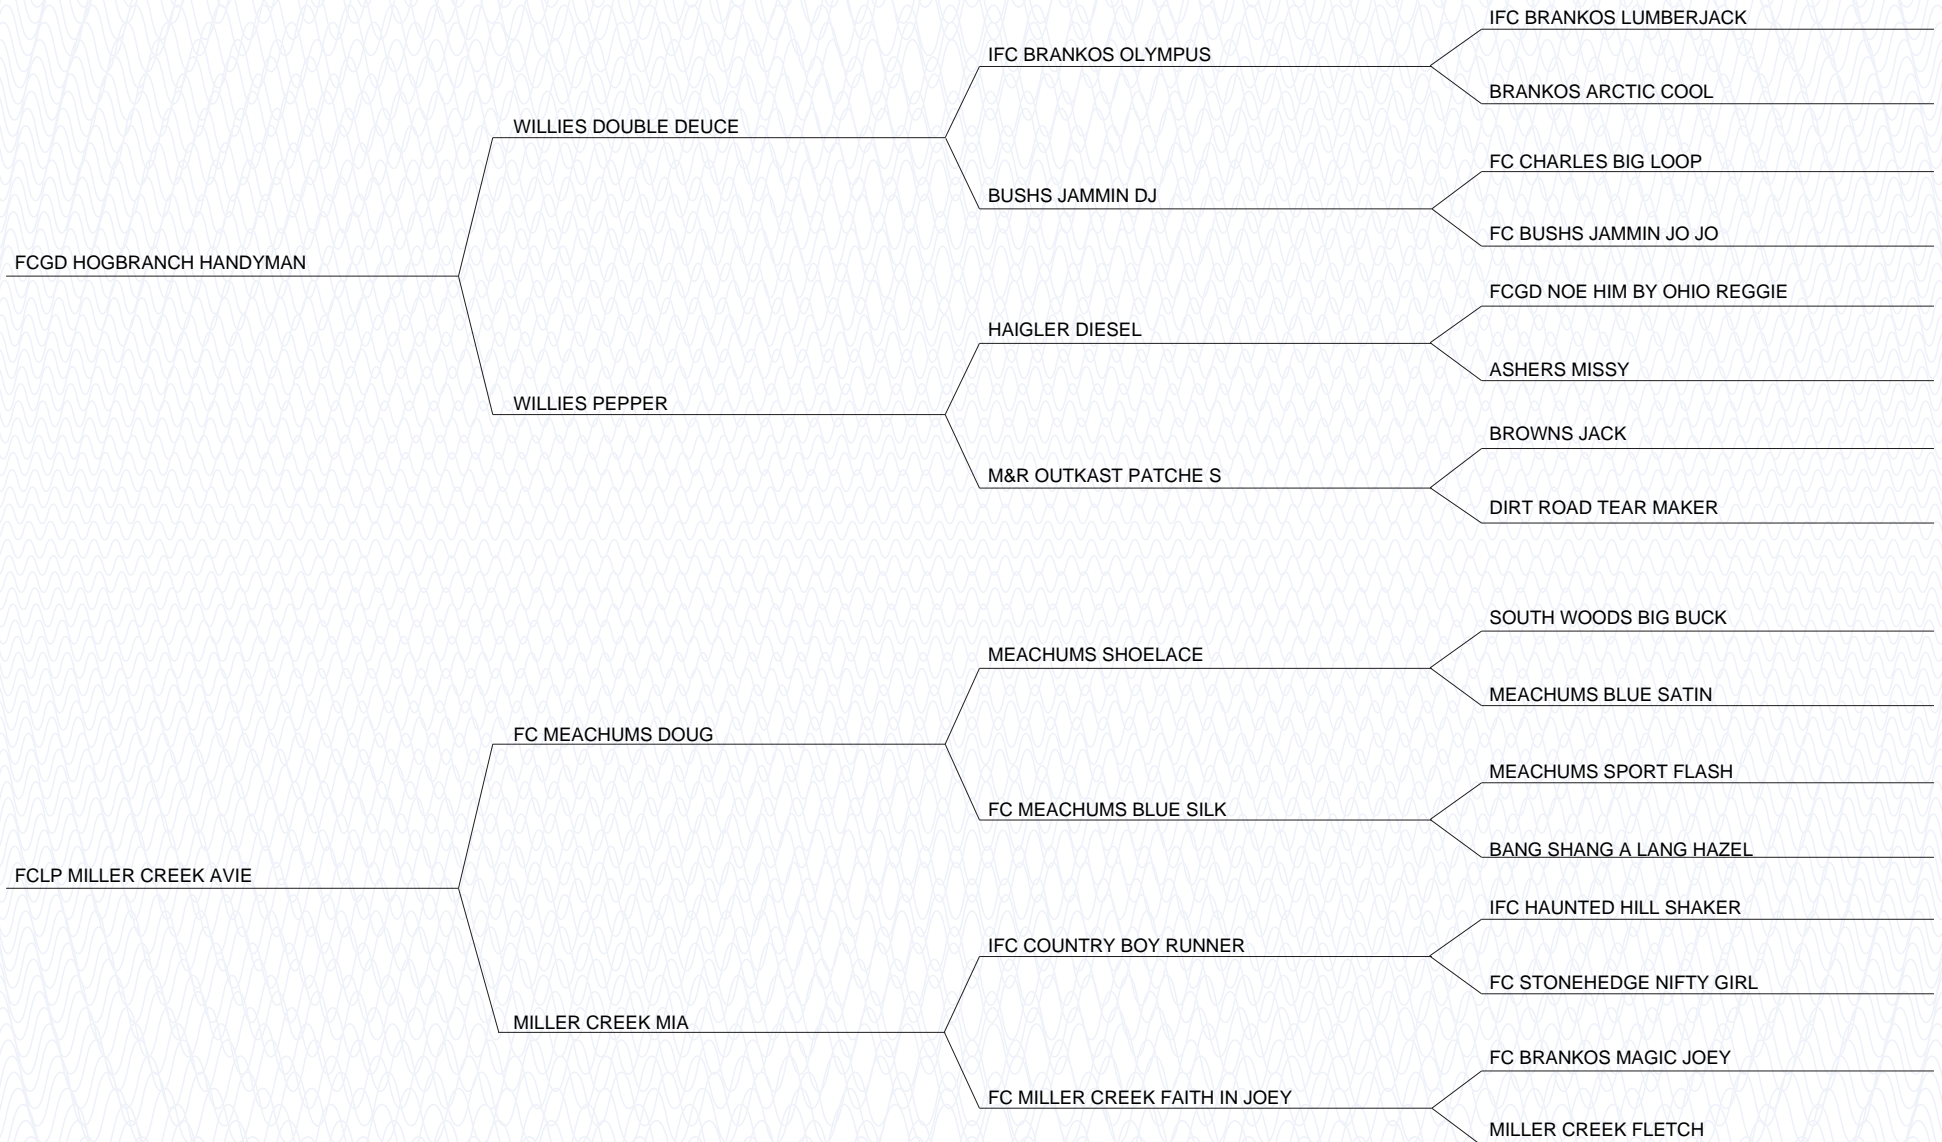 IFC BRANKOS LUMBERJACK
IFC BRANKOS OLYMPUS
BRANKOS ARCTIC COOL
WILLIES DOUBLE DEUCE
FC CHARLES BIG LOOP
BUSHS JAMMIN DJ
FC BUSHS JAMMIN JO JO
FCGD HOGBRANCH HANDYMAN
FCGD NOE HIM BY OHIO REGGIE
HAIGLER DIESEL
ASHERS MISSY
WILLIES PEPPER
BROWNS JACK
M&R OUTKAST PATCHE S
DIRT ROAD TEAR MAKER
SOUTH WOODS BIG BUCK
MEACHUMS SHOELACE
MEACHUMS BLUE SATIN
FC MEACHUMS DOUG
MEACHUMS SPORT FLASH
FC MEACHUMS BLUE SILK
BANG SHANG A LANG HAZEL
FCLP MILLER CREEK AVIE
IFC HAUNTED HILL SHAKER
IFC COUNTRY BOY RUNNER
FC STONEHEDGE NIFTY GIRL
MILLER CREEK MIA
FC BRANKOS MAGIC JOEY
FC MILLER CREEK FAITH IN JOEY
MILLER CREEK FLETCH